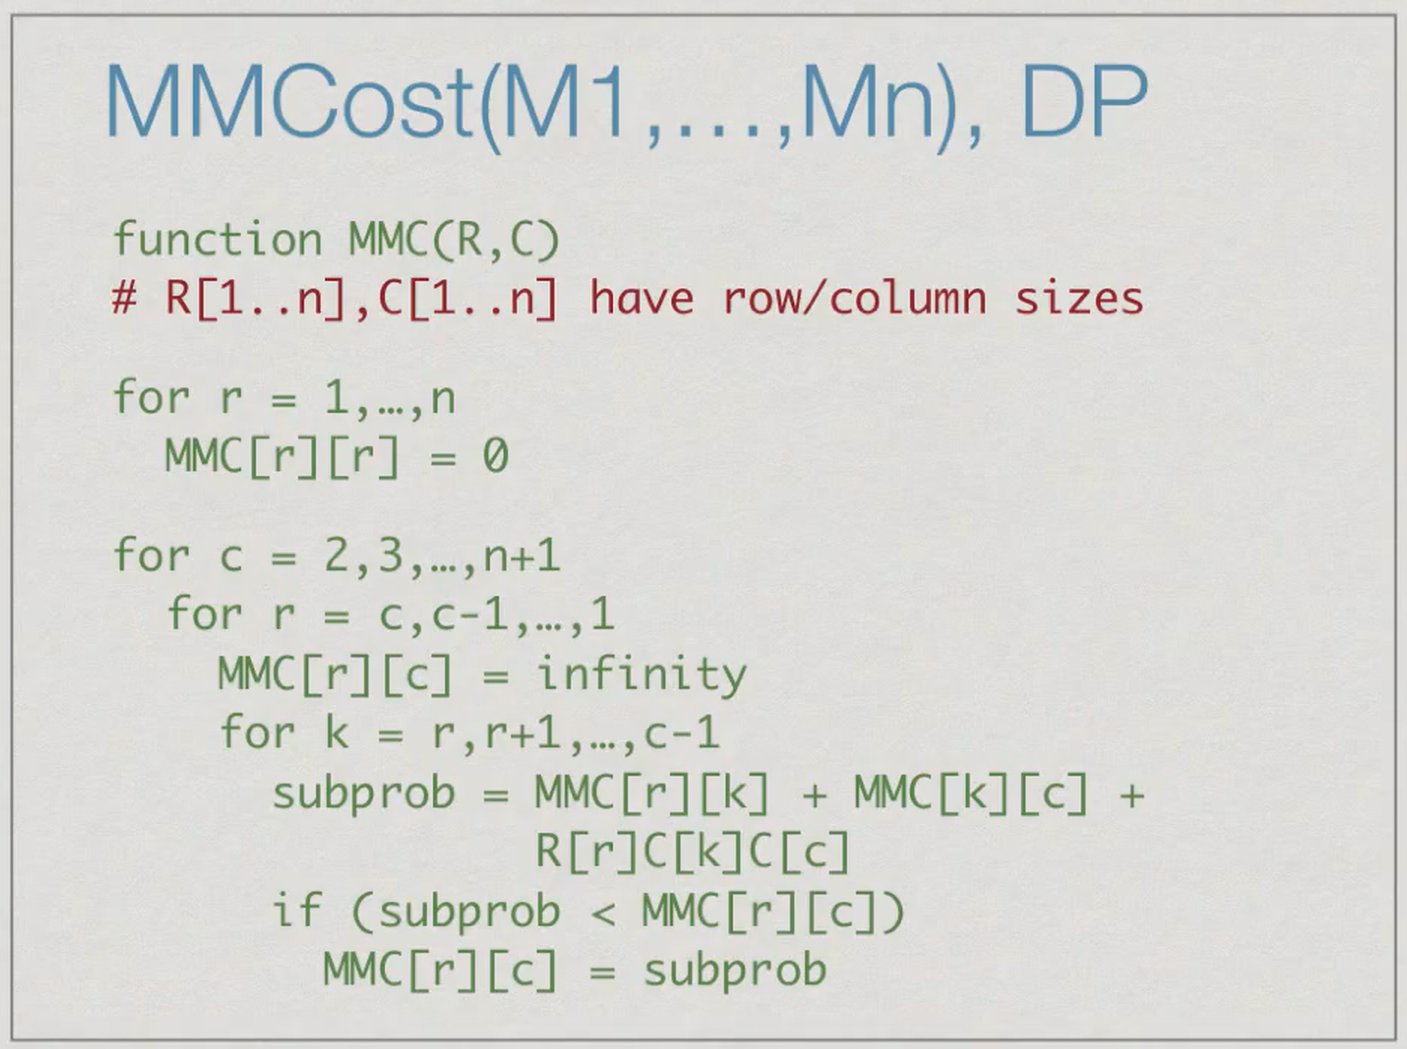 MMCost(M1,…,Mn), DP
function MMC(R,C)
# R[1..n],C[1..n] have row/column sizes
for r = 1,…,n
MMC[r][r] = 0
for c = 2,3,…,n+1
for r = c,c-1,…,1
MMC[r][c] = infinity
for k = r,r+1,…,c-1
subprob = MMC[r][k] + MMC[k][c] +
R[r]C[k]C[c]
if (subprob < MMC[r][c])
MMC[r][c] = subprob